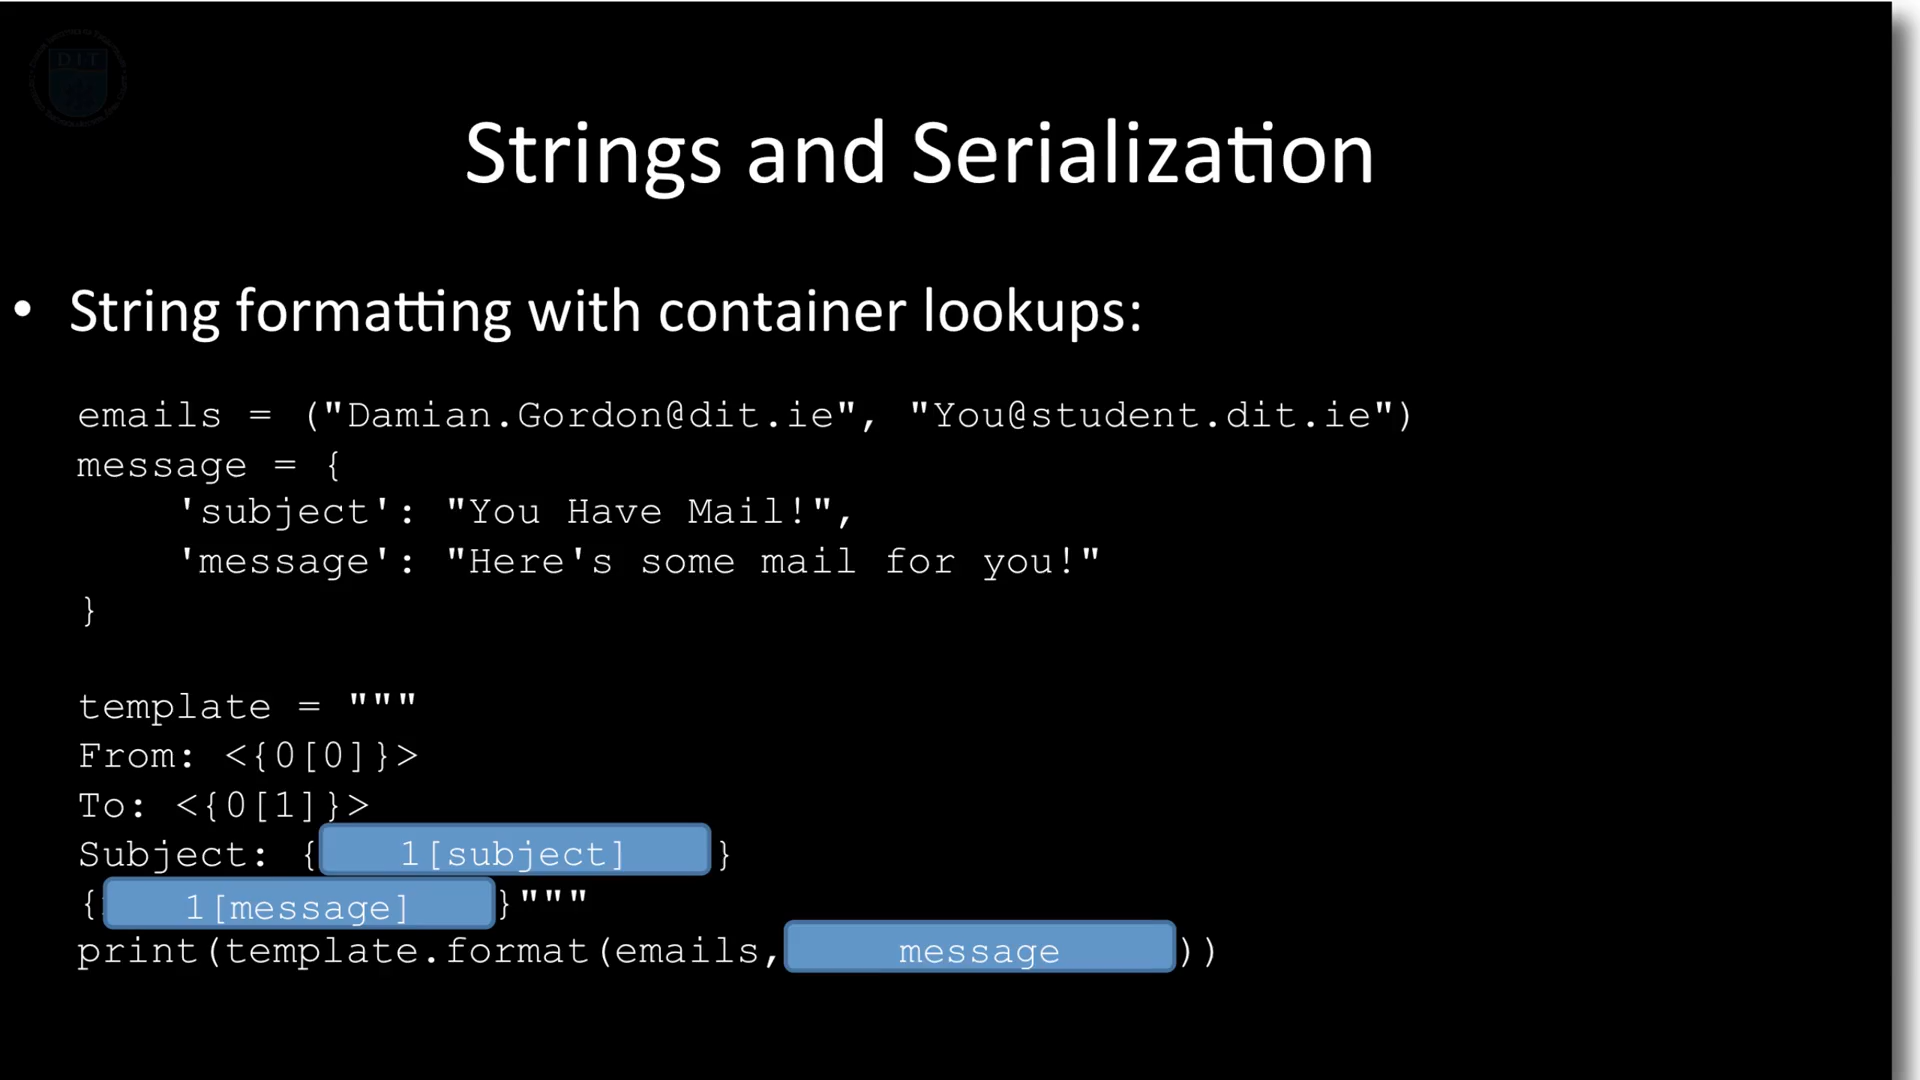 DIT
Strings and Serialization
• String formatting with container lookups:
emails = ("Damian.Gordon@dit.ie", "You@student.dit.ie")
message = {
    'subject': "You Have Mail!",
    'message': "Here's some mail for you!"
}
template = """
From: <{0[0]}>
To: <{0[1]}>
Subject: {1[subject]}
{1[message]}"""
print(template.format(emails,message))